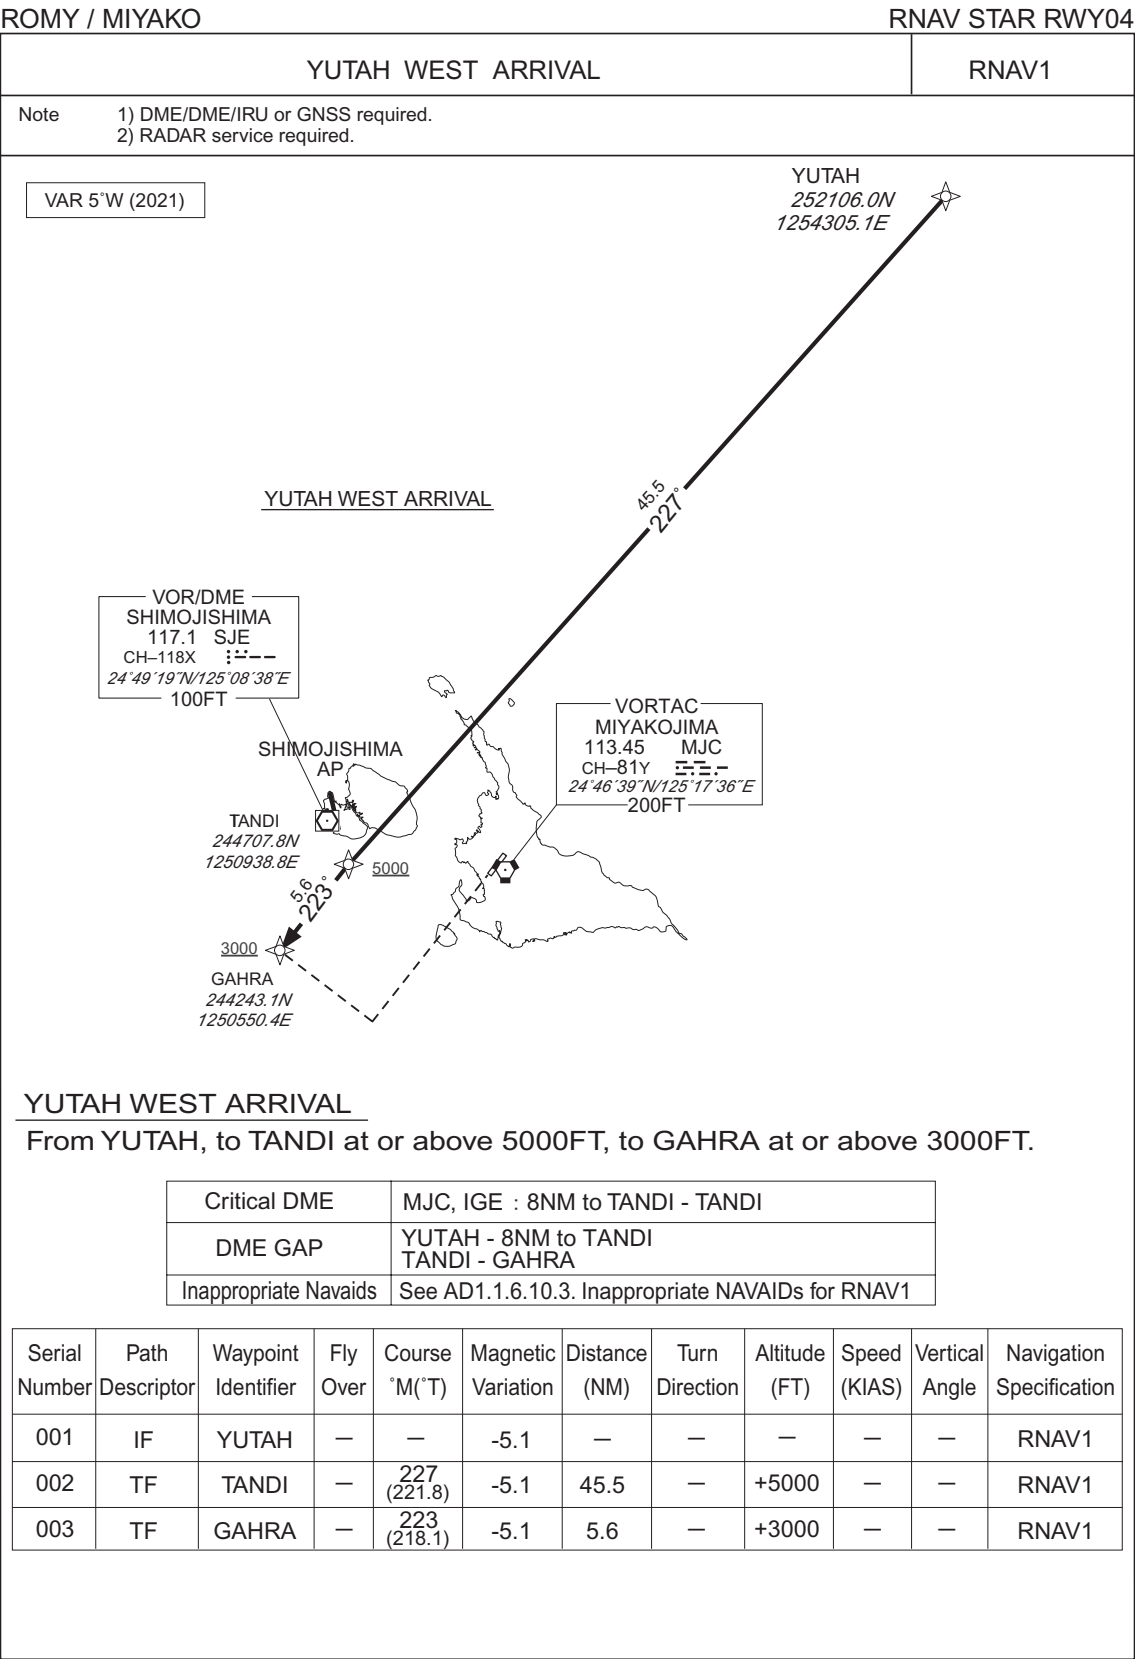 ROMY / MIYAKO RNAV STAR RWY04
YUTAH WEST ARRIVAL RNAV1
Note 1) DME/DME/IRU or GNSS required.
2) RADAR service required.
VAR 5˚W (2021)
YUTAH
252106.0N
1254305.1E
45.5
227˚
YUTAH WEST ARRIVAL
VOR/DME
SHIMOJISHIMA
117.1 SJE
CH–118X
24˚49´19˝N/125˚08´38˝E
100FT
VORTAC
MIYAKOJIMA
113.45 MJC
CH–81Y
24˚46´39˝N/125˚17´36˝E
200FT
SHIMOJISHIMA
AP
TANDI
244707.8N
1250938.8E
5000
5.6
223˚
3000
GAHRA
244243.1N
1250550.4E
YUTAH WEST ARRIVAL
From YUTAH, to TANDI at or above 5000FT, to GAHRA at or above 3000FT.
Critical DME MJC, IGE : 8NM to TANDI - TANDI
DME GAP YUTAH - 8NM to TANDI
TANDI - GAHRA
Inappropriate Navaids See AD1.1.6.10.3. Inappropriate NAVAIDs for RNAV1
Serial Path Waypoint Fly Course Magnetic Distance Turn Altitude Speed Vertical Navigation
Number Descriptor Identifier Over ˚M(˚T) Variation (NM) Direction (FT) (KIAS) Angle Specification
001 IF YUTAH – – -5.1 – – – – – RNAV1
002 TF TANDI – 227 (221.8) -5.1 45.5 – +5000 – – RNAV1
003 TF GAHRA – 223 (218.1) -5.1 5.6 – +3000 – – RNAV1